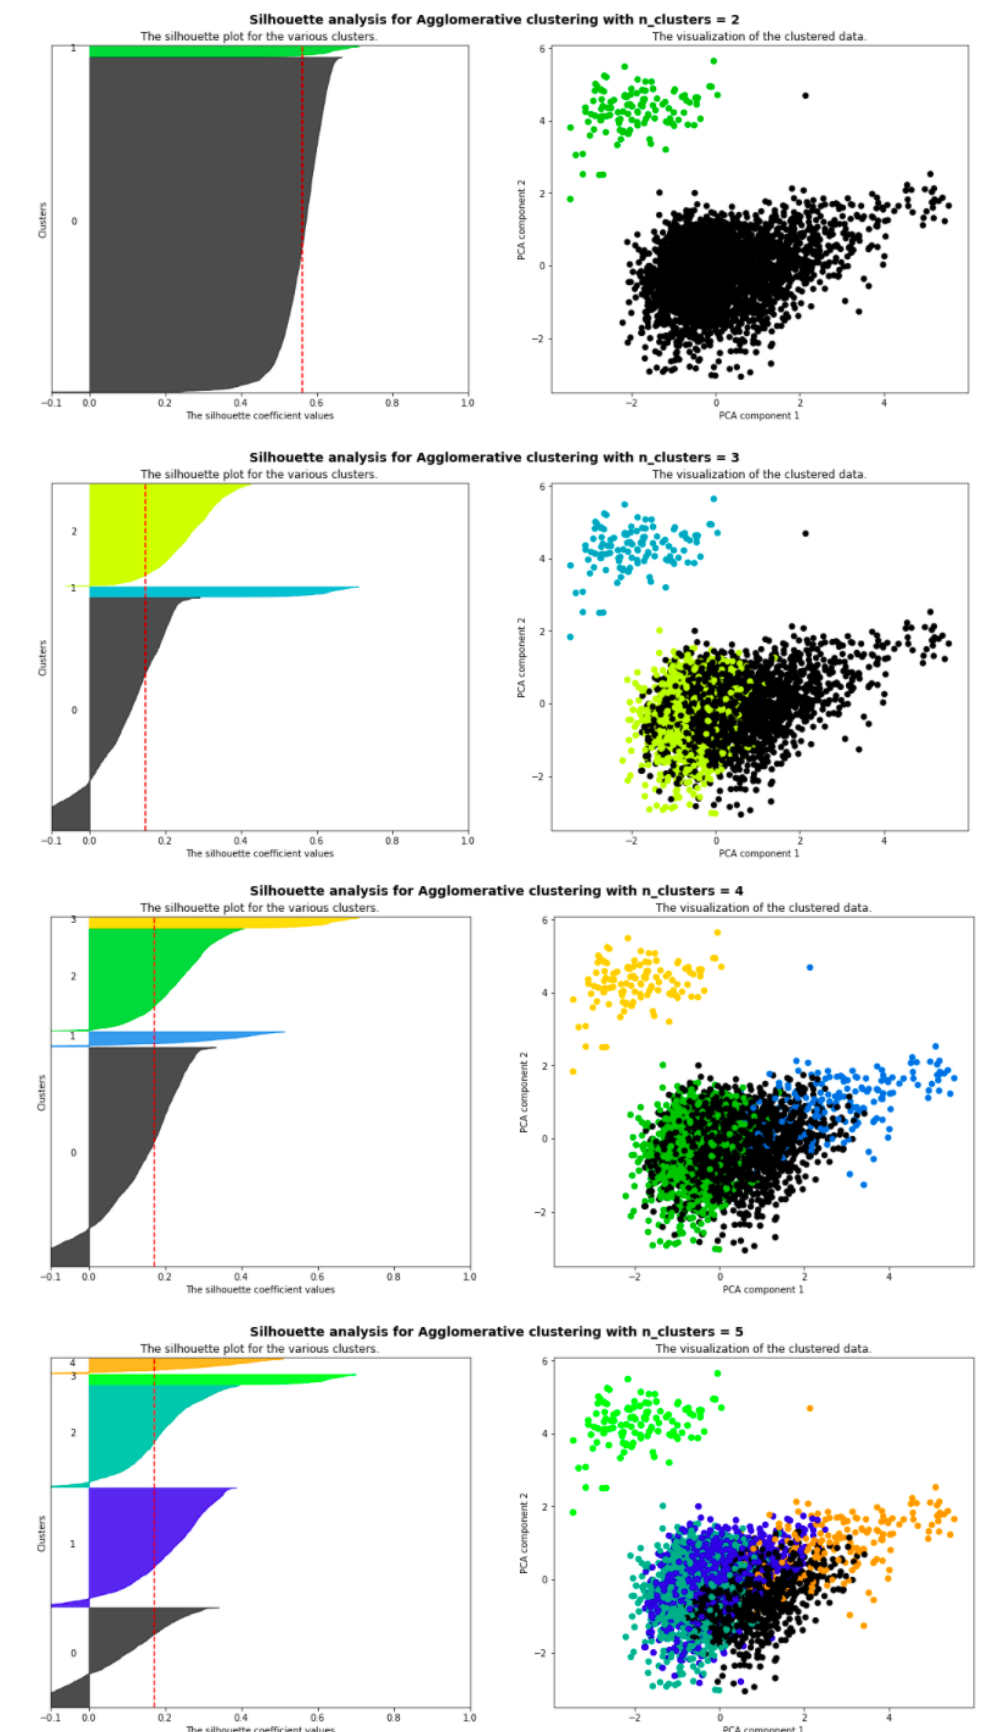 Silhouette analysis for Agglomerative clustering with n_clusters = 2
The silhouette plot for the various clusters.
The visualization of the clustered data.
1
0
Clusters
−0.1 0.0 0.2 0.4 0.6 0.8 1.0
The silhouette coefficient values
6
4
2
0
−2
PCA component 2
−2 0 2 4
PCA component 1
Silhouette analysis for Agglomerative clustering with n_clusters = 3
The silhouette plot for the various clusters.
The visualization of the clustered data.
2
1
0
Clusters
−0.1 0.0 0.2 0.4 0.6 0.8 1.0
The silhouette coefficient values
6
4
2
0
−2
PCA component 2
−2 0 2 4
PCA component 1
Silhouette analysis for Agglomerative clustering with n_clusters = 4
The silhouette plot for the various clusters.
The visualization of the clustered data.
3
2
1
0
Clusters
−0.1 0.0 0.2 0.4 0.6 0.8 1.0
The silhouette coefficient values
6
4
2
0
−2
PCA component 2
−2 0 2 4
PCA component 1
Silhouette analysis for Agglomerative clustering with n_clusters = 5
The silhouette plot for the various clusters.
The visualization of the clustered data.
4
3
2
1
0
Clusters
−0.1 0.0 0.2 0.4 0.6 0.8 1.0
The silhouette coefficient values
6
4
2
0
−2
PCA component 2
−2 0 2 4
PCA component 1